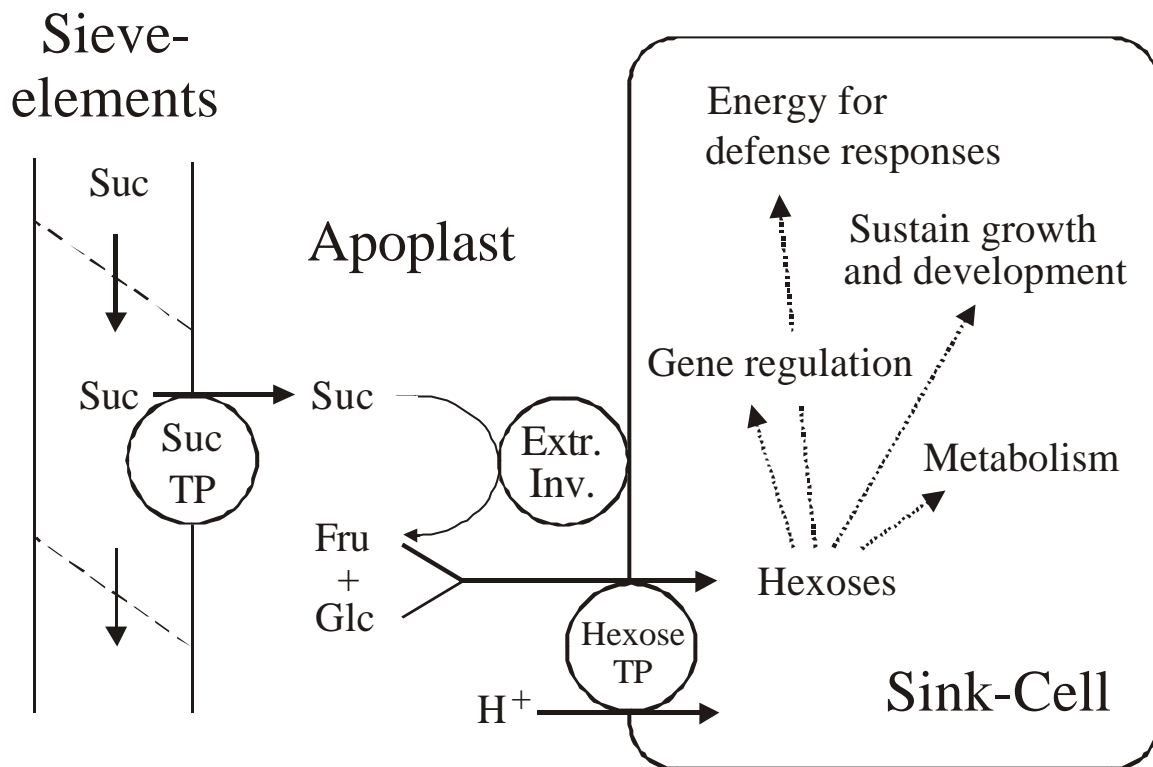 Sieve-
elements
Suc
Apoplast
Suc
Suc
Suc
TP
Extr.
Inv.
Fru
+
Glc
Hexose
TP
H⁺
Energy for
defense responses
Sustain growth
and development
Gene regulation
Metabolism
Hexoses
Sink-Cell